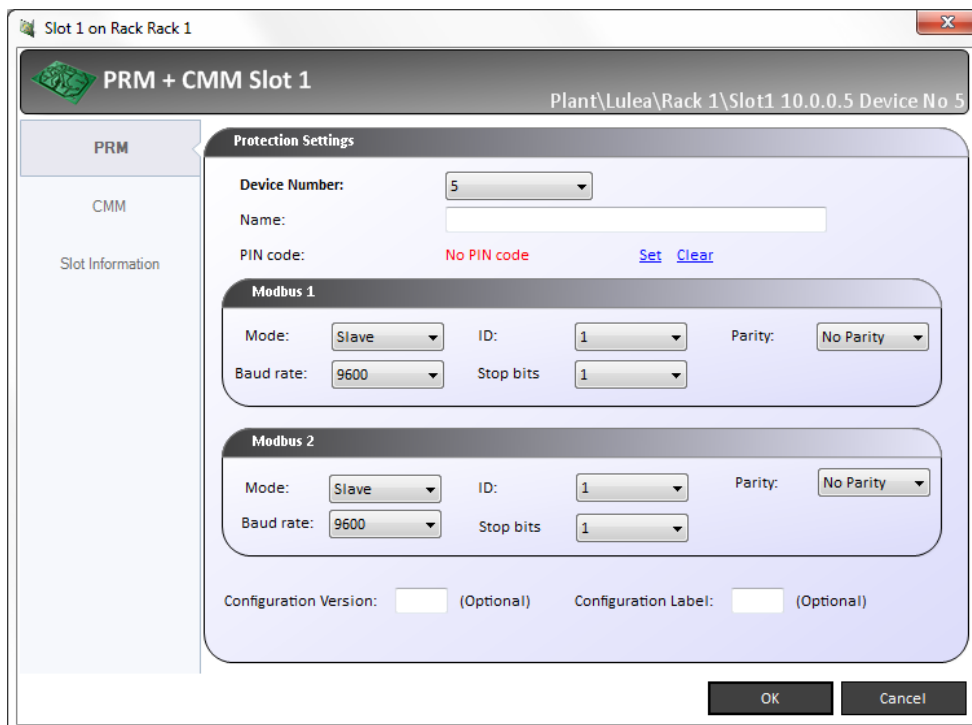 Slot 1 on Rack Rack 1
PRM + CMM Slot 1
Plant\Lulea\Rack 1\Slot1 10.0.0.5 Device No 5
PRM
CMM
Slot Information
Protection Settings
Device Number: 5
Name:
PIN code: No PIN code Set Clear
Modbus 1
Mode: Slave ID: 1 Parity: No Parity
Baud rate: 9600 Stop bits 1
Modbus 2
Mode: Slave ID: 1 Parity: No Parity
Baud rate: 9600 Stop bits 1
Configuration Version: (Optional) Configuration Label: (Optional)
OK Cancel